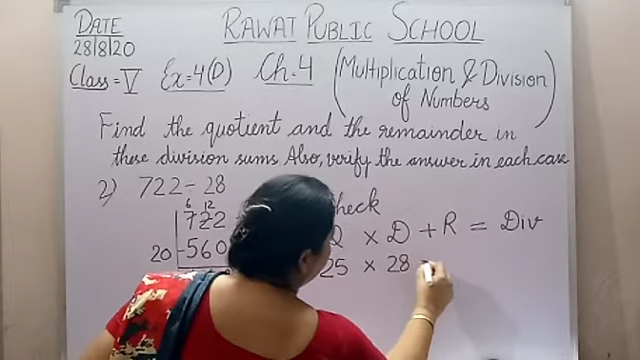 DATE
28/8/20
RAWAT PUBLIC SCHOOL
Class = V Ex = 4(D) Ch. 4 (Multiplication & Division of Numbers)
Find the quotient and the remainder in
these division sums. Also, verify the answer in each case
2) 722 ÷ 28
6 12
722
20 -560
Q × D + R = Div
25 × 28